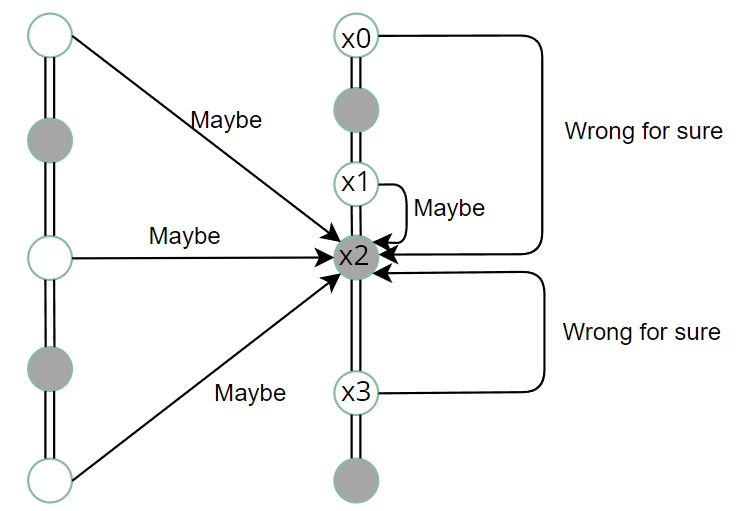 x0
Maybe
Wrong for sure
x1
Maybe
Maybe
x2
Wrong for sure
Maybe
x3